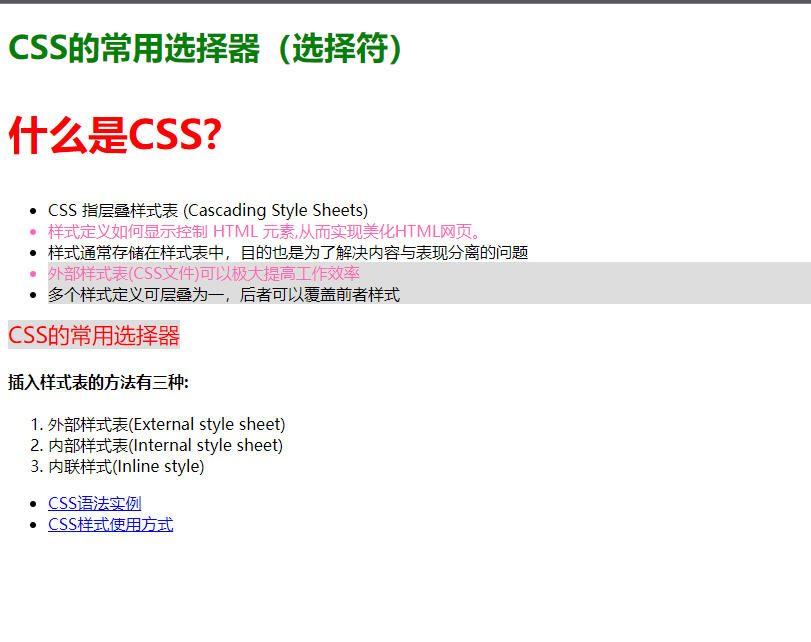 CSS的常用选择器（选择符）
什么是CSS?
• CSS 指层叠样式表 (Cascading Style Sheets)
• 样式定义如何显示控制 HTML 元素,从而实现美化HTML网页。
• 样式通常存储在样式表中，目的也是为了解决内容与表现分离的问题
• 外部样式表(CSS文件)可以极大提高工作效率
• 多个样式定义可层叠为一，后者可以覆盖前者样式
CSS的常用选择器
插入样式表的方法有三种:
1. 外部样式表(External style sheet)
2. 内部样式表(Internal style sheet)
3. 内联样式(Inline style)
• CSS语法实例
• CSS样式使用方式